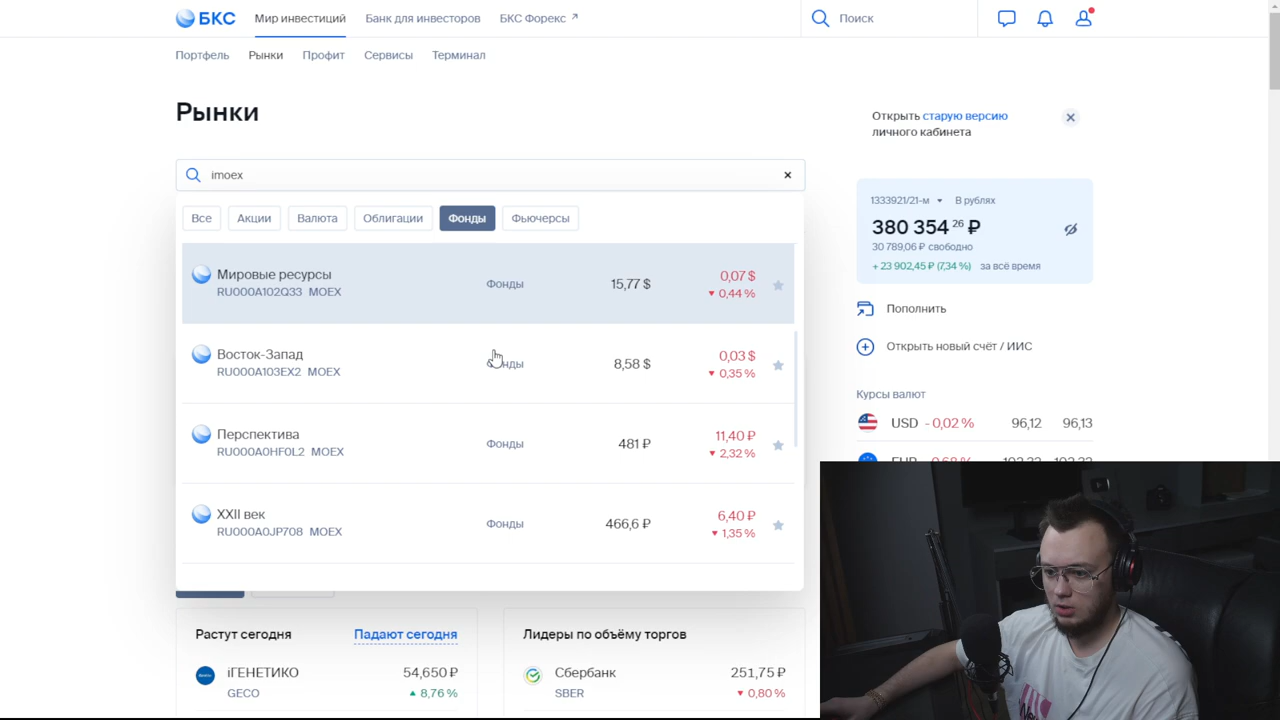 БКС
Мир инвестиций
Банк для инвесторов
БКС Форекс
Поиск
Портфель
Рынки
Профит
Сервисы
Терминал
Рынки
Открыть старую версию
личного кабинета
imoex
Все
Акции
Валюта
Облигации
Фонды
Фьючерсы
Мировые ресурсы
RU000A102Q33 MOEX
Фонды
15,77 $
0,07 $
0,44 %
Восток-Запад
RU000A103EX2 MOEX
8,58 $
0,03 $
0,35 %
Перспектива
RU000A0HF0L2 MOEX
Фонды
481 ₽
11,40 ₽
2,32 %
XXII век
RU000A0JP708 MOEX
Фонды
466,6 ₽
6,40 ₽
1,35 %
1333921/21-м
В рублях
380 354 26 ₽
30 789,06 ₽ свободно
+ 23 902,45 ₽ (7,34 %) за всё время
Пополнить
Открыть новый счёт / ИИС
Курсы валют
USD - 0,02 % 96,12 96,13
Растут сегодня
Падают сегодня
iГЕНЕТИКО
GECO
54,650 ₽
8,76 %
Лидеры по объёму торгов
Сбербанк
SBER
251,75 ₽
0,80 %